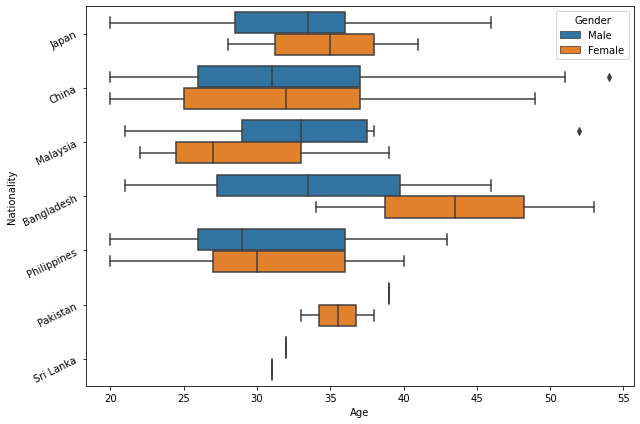 Gender
Male
Female
Japan
China
Malaysia
Bangladesh
Philippines
Pakistan
Sri Lanka
Nationality
20 25 30 35 40 45 50 55
Age